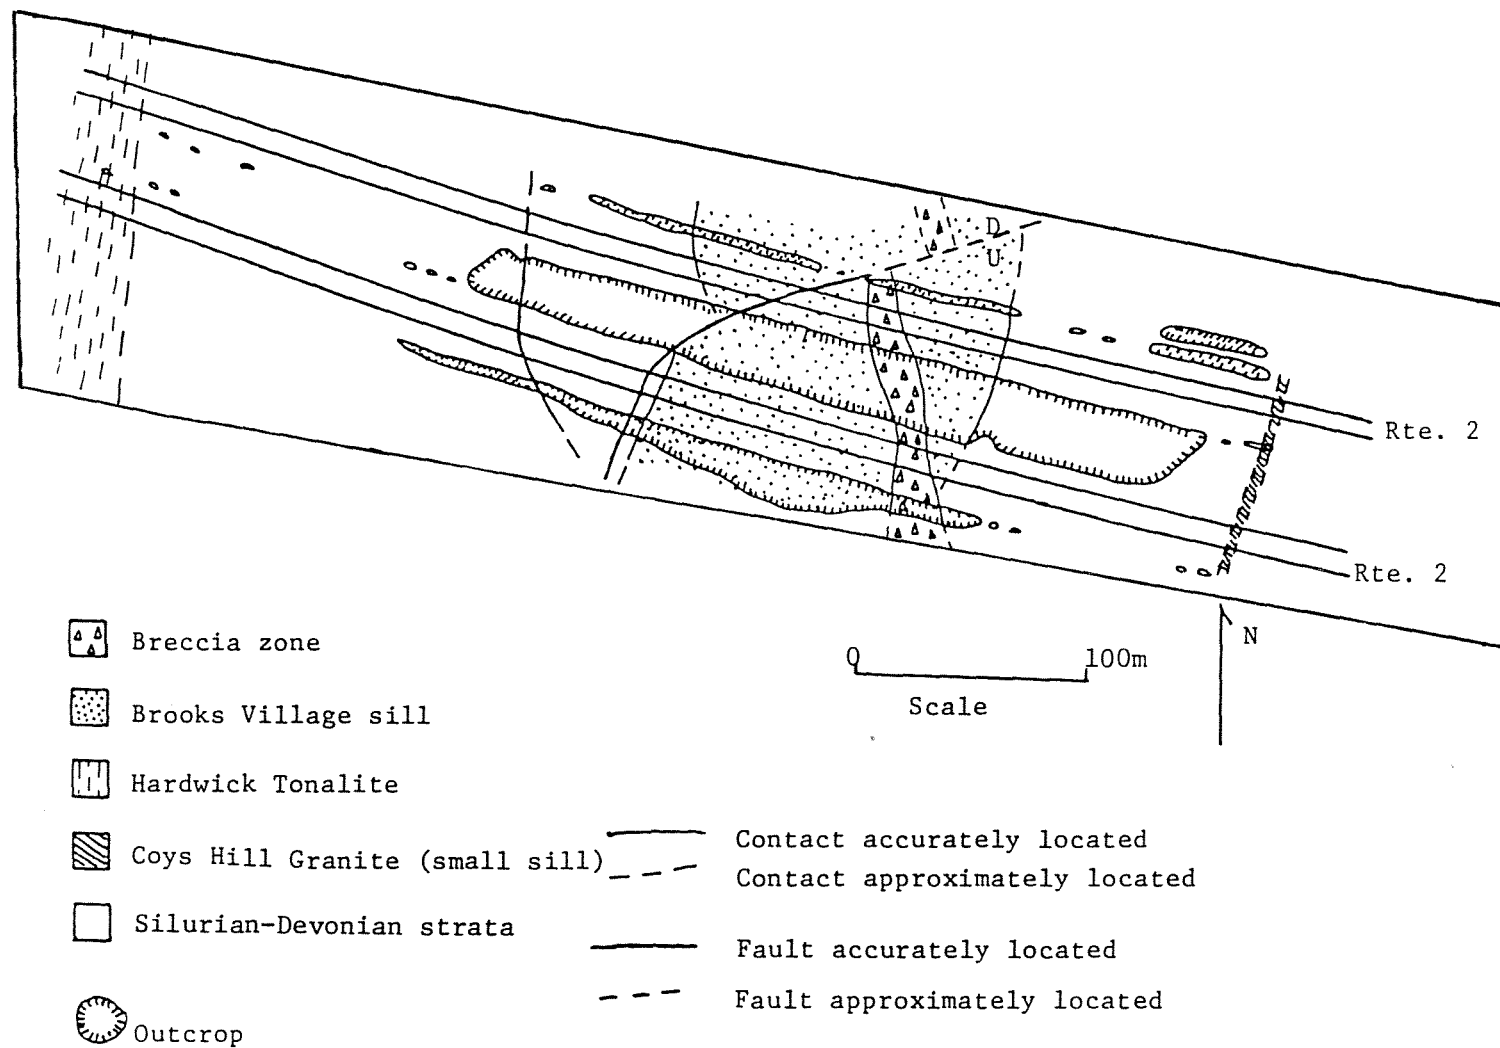 D
U
Rte. 2
Rte. 2
N
0 100m
Scale
Breccia zone
Brooks Village sill
Hardwick Tonalite
Coys Hill Granite (small sill)
Silurian-Devonian strata
Outcrop
Contact accurately located
Contact approximately located
Fault accurately located
Fault approximately located